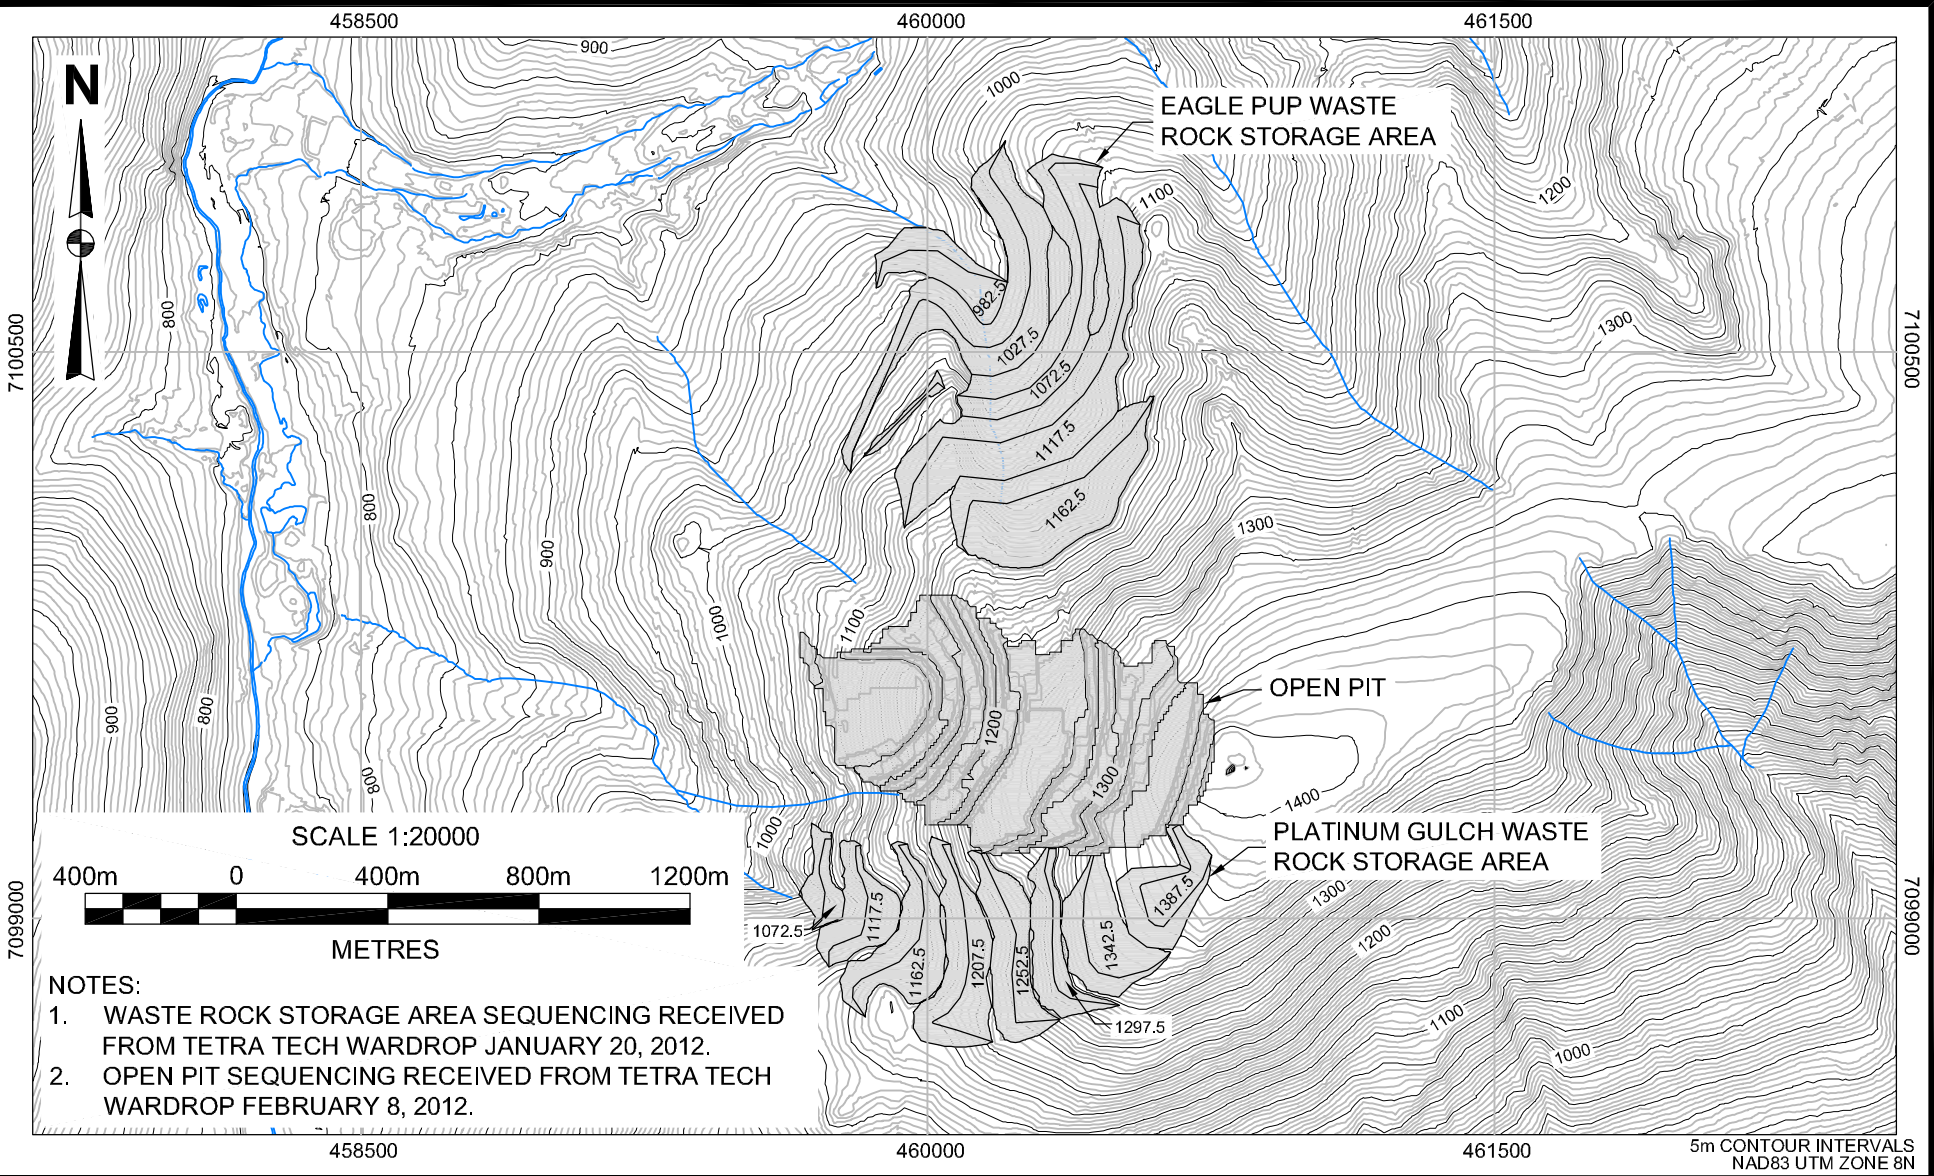 458500
460000
461500
900
N
1000
EAGLE PUP WASTE
ROCK STORAGE AREA
1100
1200
800
982.5
1300
7100500
7100500
1027.5
1072.5
1117.5
800
1162.5
1300
900
1000
1100
OPEN PIT
900
800
1200
800
1300
1400
SCALE 1:20000
1000
PLATINUM GULCH WASTE
ROCK STORAGE AREA
400m 0 400m 800m 1200m
1387.5
1300
7099000
7099000
1072.5
1117.5
METRES
1162.5
1207.5
1252.5
1342.5
1200
NOTES:
1. WASTE ROCK STORAGE AREA SEQUENCING RECEIVED
FROM TETRA TECH WARDROP JANUARY 20, 2012.
1297.5
1100
1000
2. OPEN PIT SEQUENCING RECEIVED FROM TETRA TECH
WARDROP FEBRUARY 8, 2012.
458500
460000
461500
5m CONTOUR INTERVALS
NAD83 UTM ZONE 8N